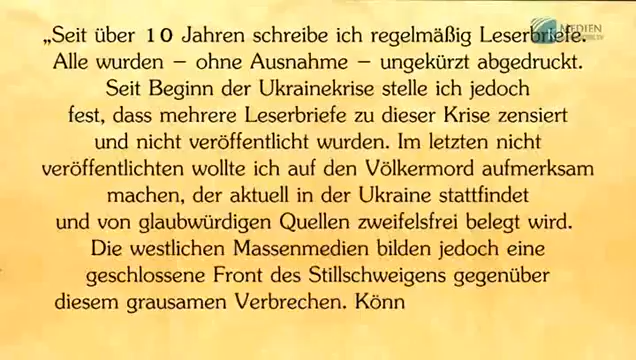 „Seit über 10 Jahren schreibe ich regelmäßig Leserbriefe.
Alle wurden – ohne Ausnahme – ungekürzt abgedruckt.
Seit Beginn der Ukrainekrise stelle ich jedoch
fest, dass mehrere Leserbriefe zu dieser Krise zensiert
und nicht veröffentlicht wurden. Im letzten nicht
veröffentlichten wollte ich auf den Völkermord aufmerksam
machen, der aktuell in der Ukraine stattfindet
und von glaubwürdigen Quellen zweifelsfrei belegt wird.
Die westlichen Massenmedien bilden jedoch eine
geschlossene Front des Stillschweigens gegenüber
diesem grausamen Verbrechen. Könn
MEDIEN